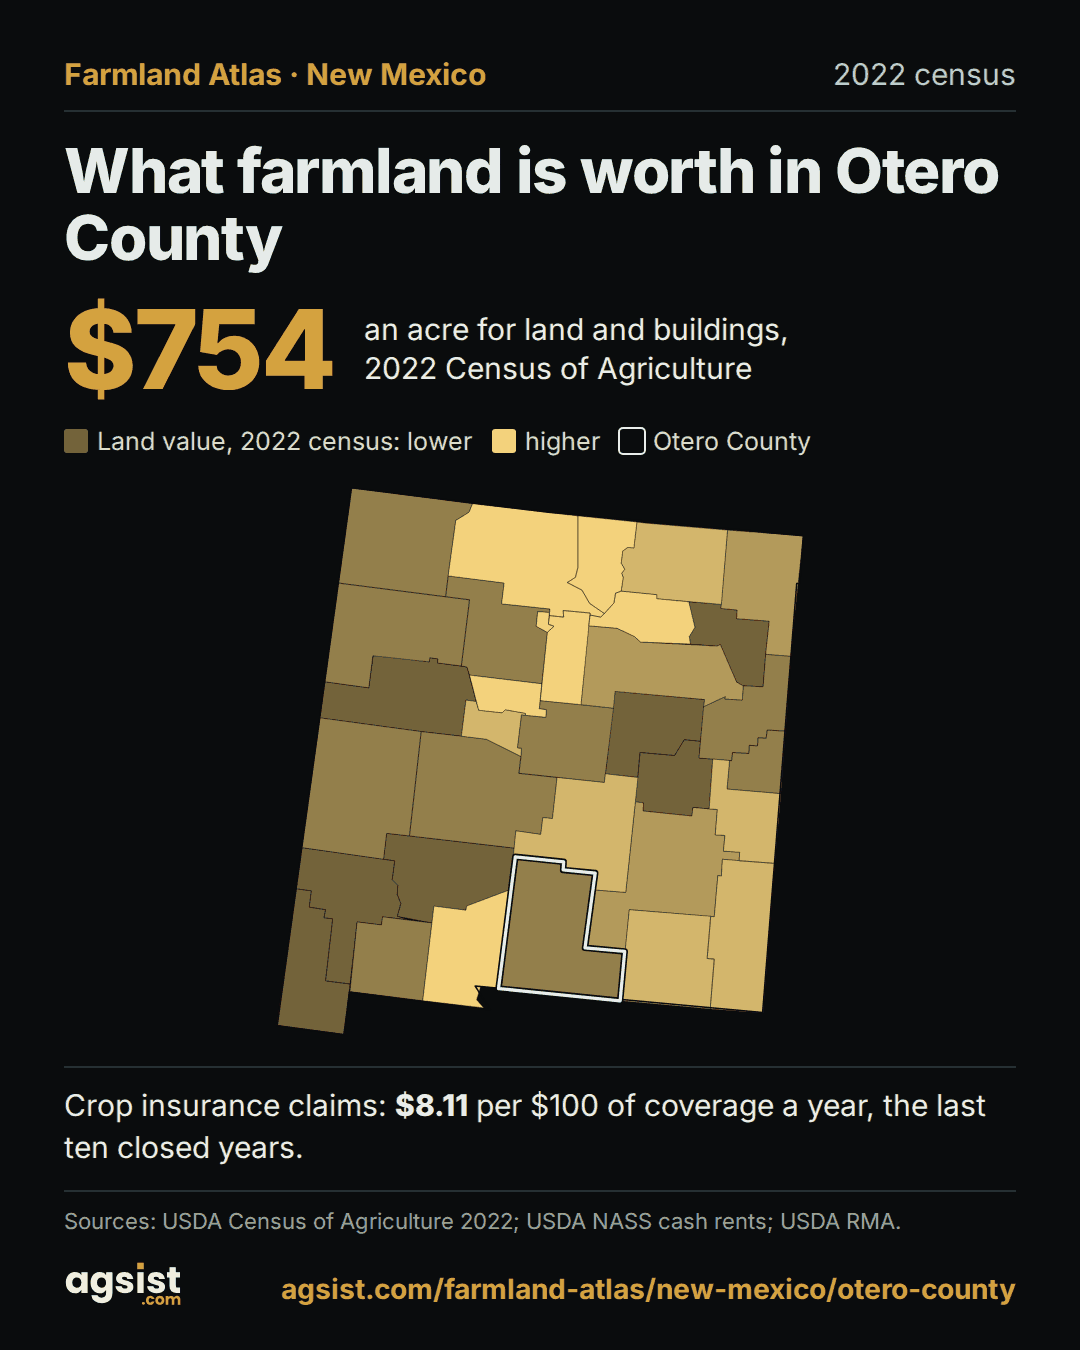 Farmland Atlas · New Mexico
2022 census
What farmland is worth in Otero
County
$754
an acre for land and buildings,
2022 Census of Agriculture
Land value, 2022 census: lower
higher
Otero County
Crop insurance claims: $8.11 per $100 of coverage a year, the last
ten closed years.
Sources: USDA Census of Agriculture 2022; USDA NASS cash rents; USDA RMA.
agsist
.com
agsist.com/farmland-atlas/new-mexico/otero-county